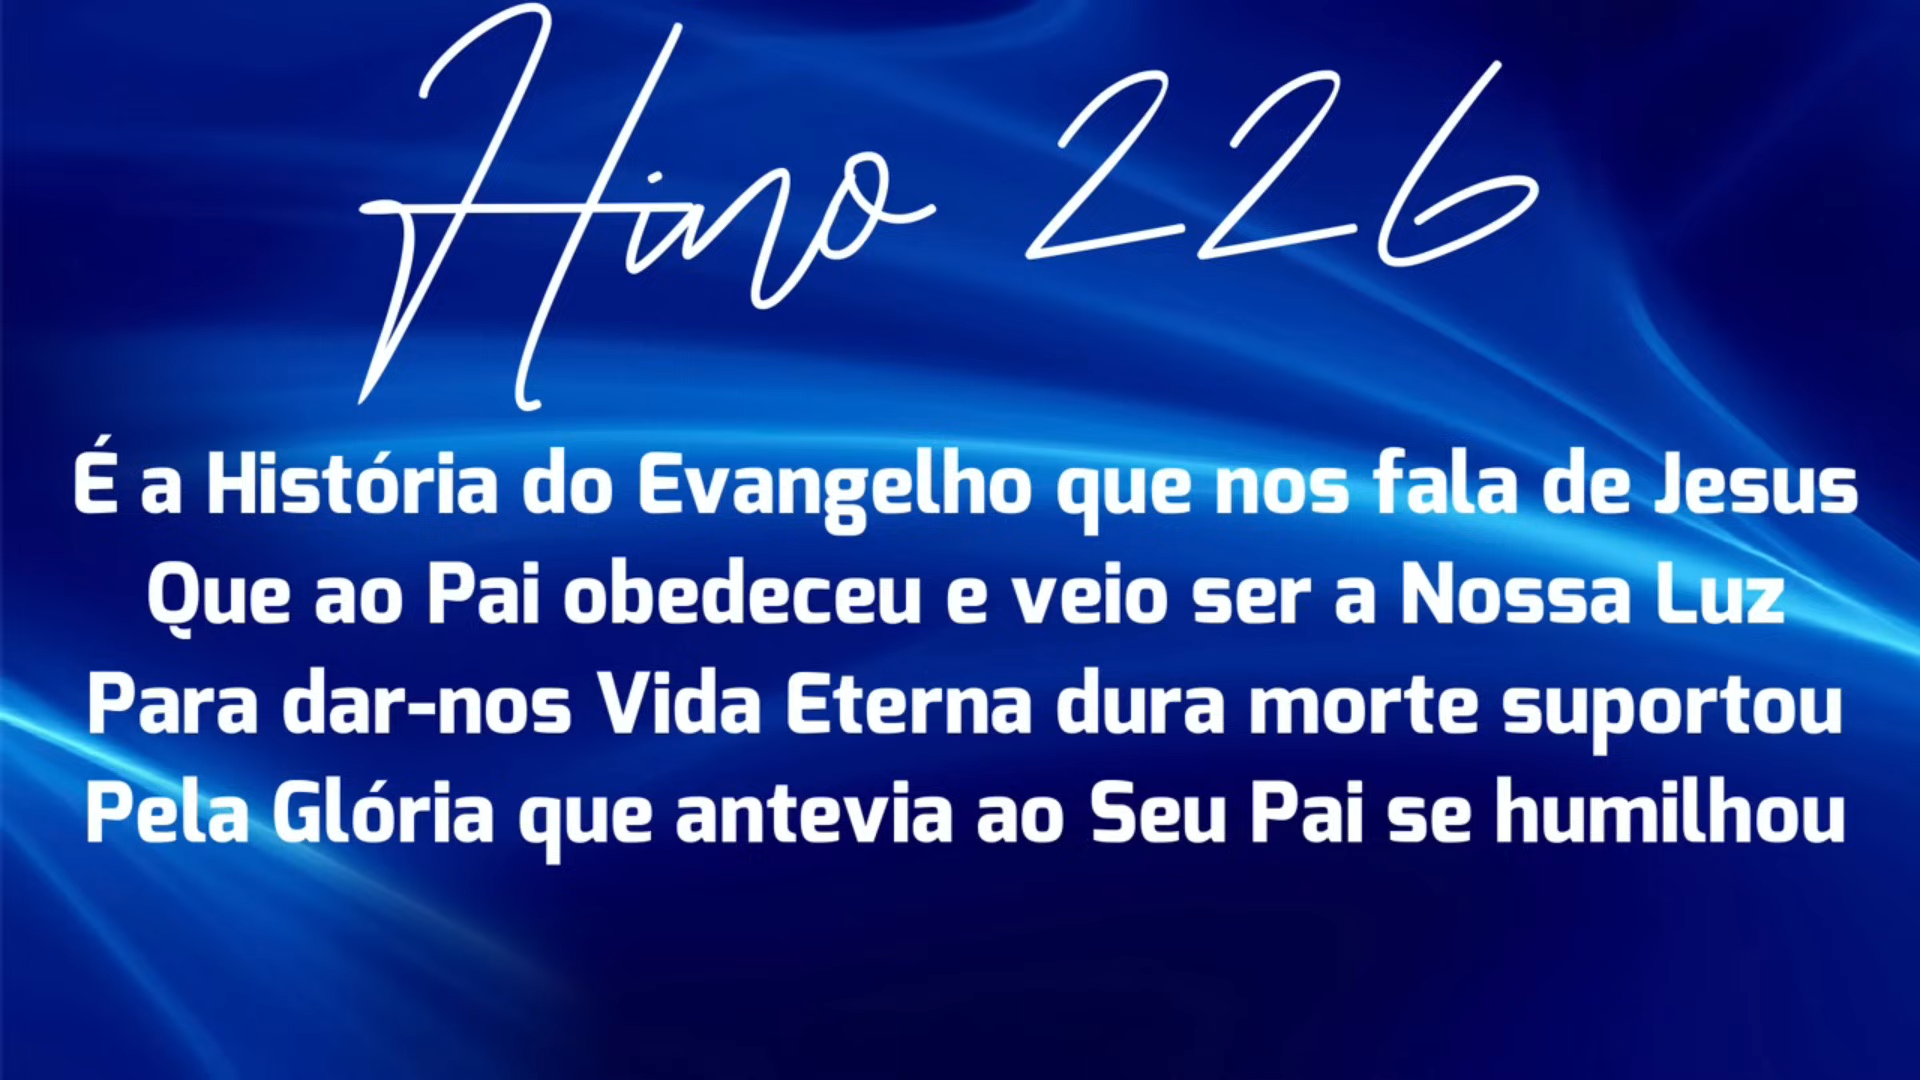 Hino 226
É a História do Evangelho que nos fala de Jesus
Que ao Pai obedeceu e veio ser a Nossa Luz
Para dar-nos Vida Eterna dura morte suportou
Pela Glória que antevia ao Seu Pai se humilhou